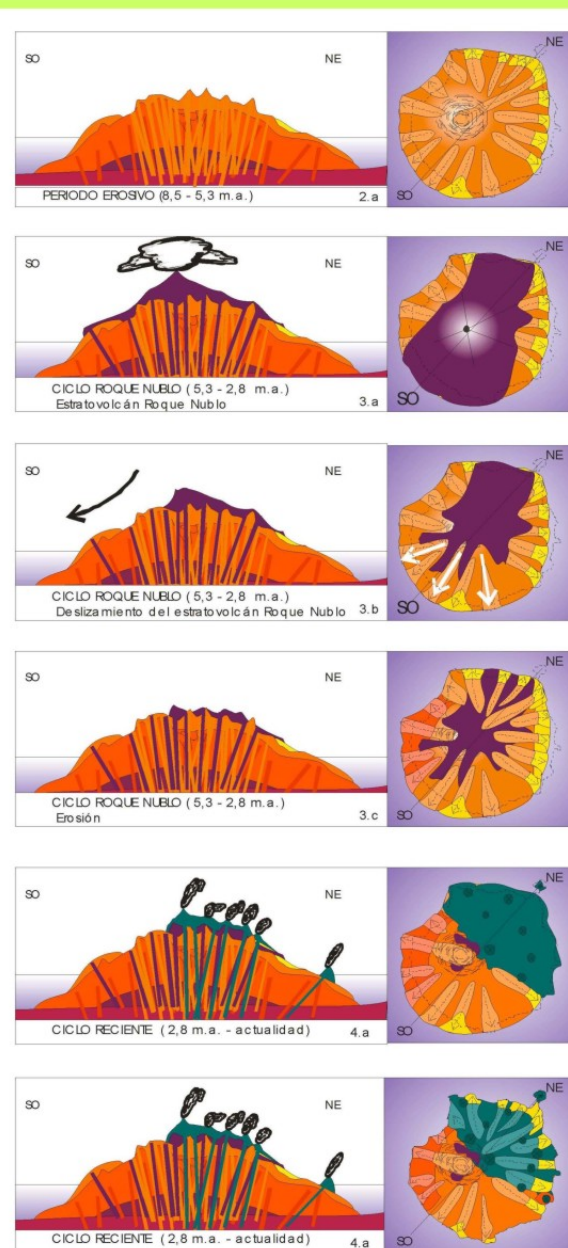 SO NE NE
SO
PERIODO EROSIVO (8,5 - 5,3 m.a.) 2.a
SO NE NE
SO
CICLO ROQUE NUBLO (5,3 - 2,8 m.a.)
Estratovolcán Roque Nublo 3.a
SO NE NE
SO
CICLO ROQUE NUBLO (5,3 - 2,8 m.a.)
Deslizamiento del estratovolcán Roque Nublo 3.b
SO NE NE
SO
CICLO ROQUE NUBLO (5,3 - 2,8 m.a.)
Erosión 3.c
SO NE NE
SO
CICLO RECIENTE (2,8 m.a. - actualidad) 4.a
SO NE NE
SO
CICLO RECIENTE (2,8 m.a. - actualidad) 4.a